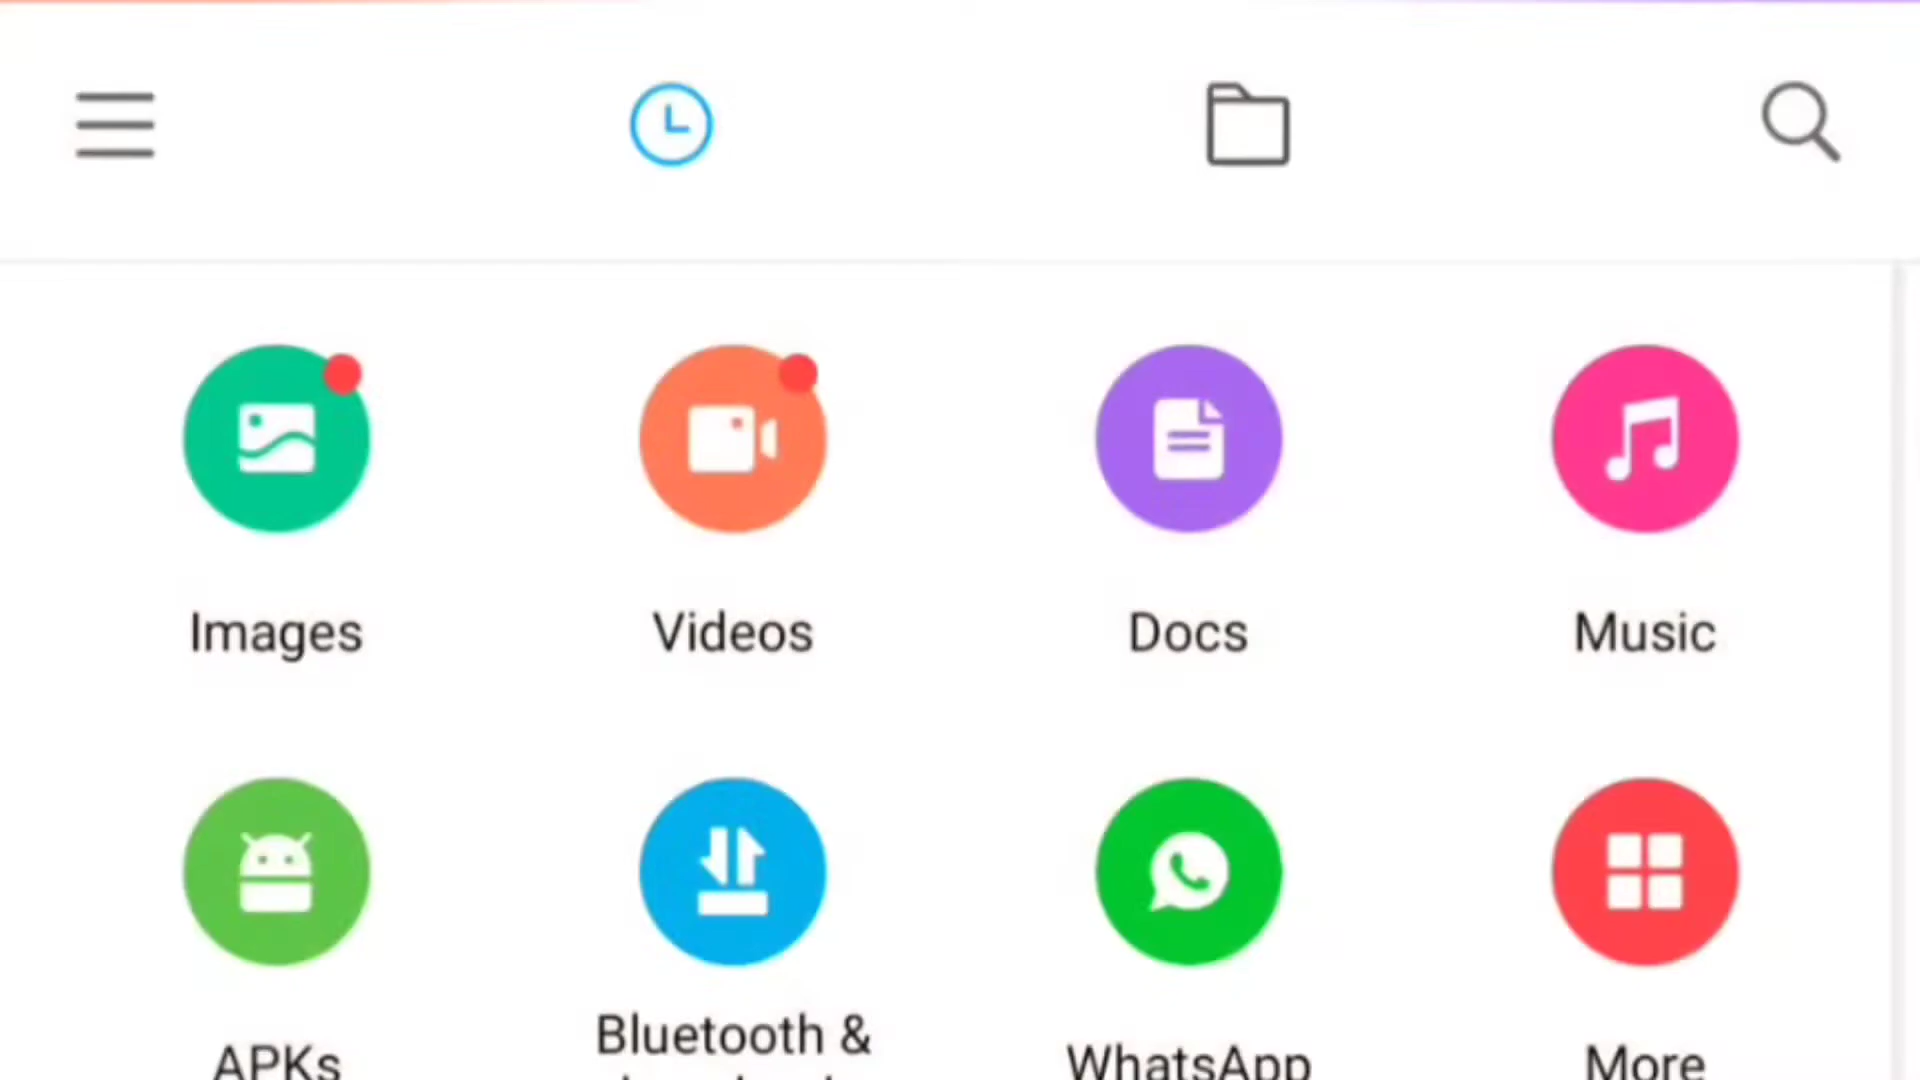 Images
Videos
Docs
Music
APKs
Bluetooth &
WhatsApp
More